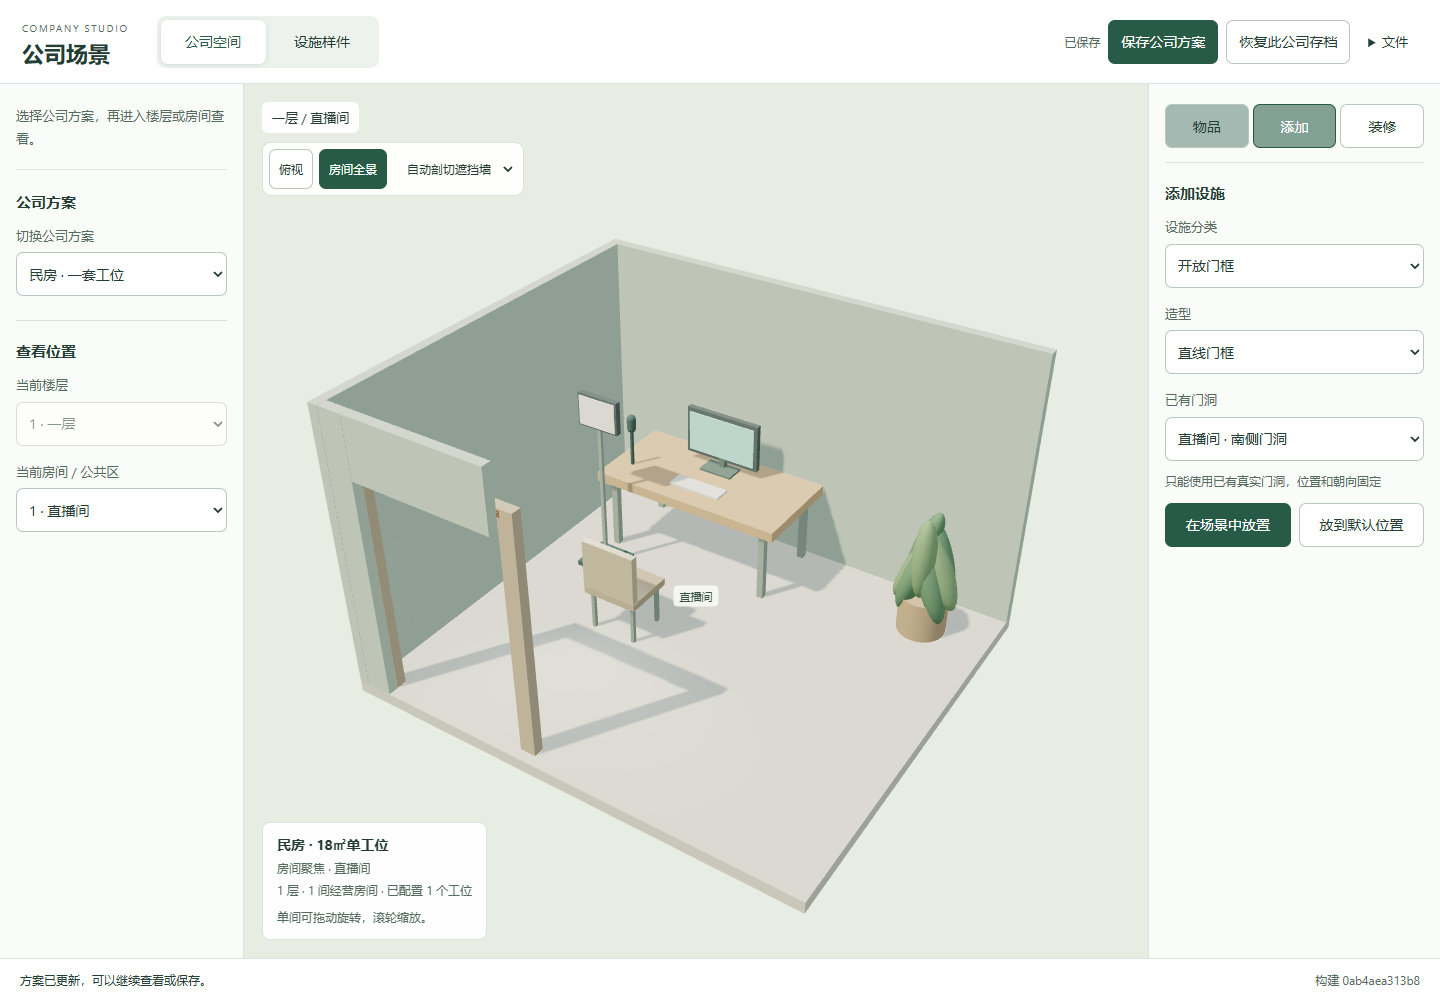 COMPANY STUDIO
公司场景
公司空间
设施样件
已保存
保存公司方案
恢复此公司存档
▶ 文件
选择公司方案，再进入楼层或房间查
看。
公司方案
切换公司方案
民房 · 一套工位
查看位置
当前楼层
1 · 一层
当前房间 / 公共区
1 · 直播间
一层 / 直播间
俯视
房间全景
自动剖切遮挡墙
直播间
民房 · 18㎡单工位
房间聚焦 · 直播间
1 层 · 1 间经营房间 · 已配置 1 个工位
单间可拖动旋转，滚轮缩放。
物品
添加
装修
添加设施
设施分类
开放门框
造型
直线门框
已有门洞
直播间 · 南侧门洞
只能使用已有真实门洞，位置和朝向固定
在场景中放置
放到默认位置
方案已更新，可以继续查看或保存。
构建 0ab4aea313b8